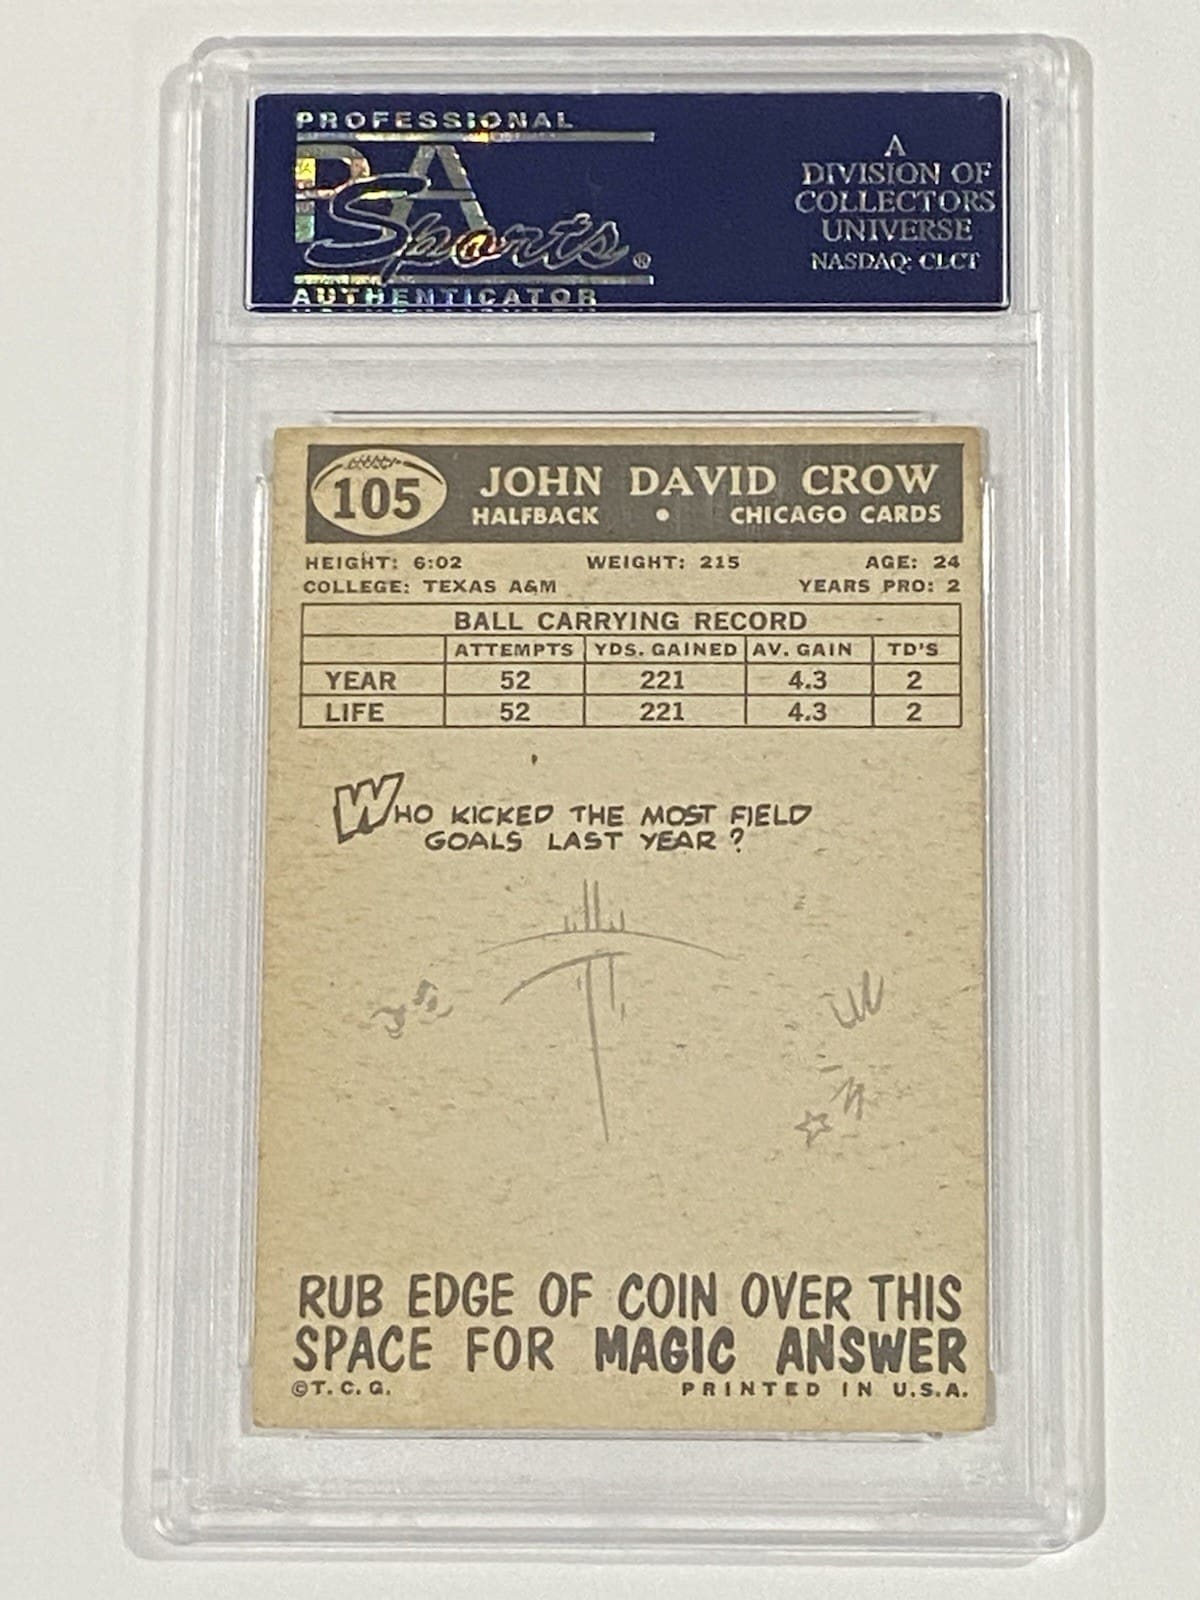 PROFESSIONAL
PSA
Sports®
AUTHENTICATOR
A
DIVISION OF
COLLECTORS
UNIVERSE
NASDAQ: CLCT
105
JOHN DAVID CROW
HALFBACK • CHICAGO CARDS
HEIGHT: 6:02 WEIGHT: 215 AGE: 24
COLLEGE: TEXAS A&M YEARS PRO: 2
BALL CARRYING RECORD
ATTEMPTS YDS. GAINED AV. GAIN TD'S
YEAR 52 221 4.3 2
LIFE 52 221 4.3 2
WHO KICKED THE MOST FIELD
GOALS LAST YEAR?
RUB EDGE OF COIN OVER THIS
SPACE FOR MAGIC ANSWER
©T.C.G. PRINTED IN U.S.A.